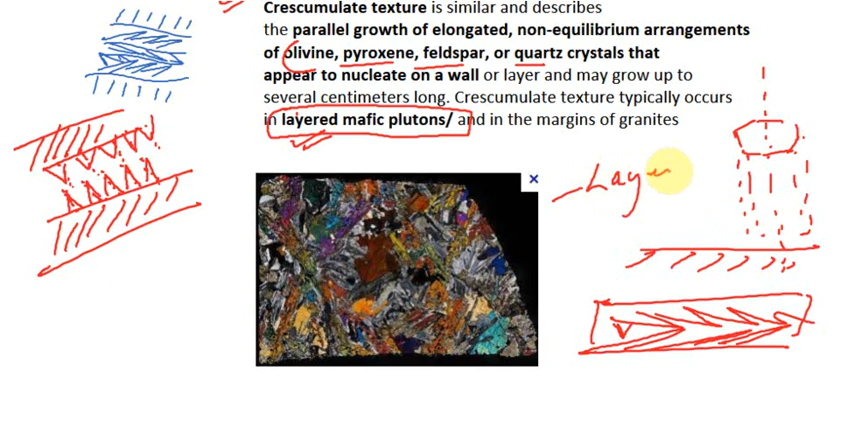 Crescumulate texture is similar and describes
the parallel growth of elongated, non-equilibrium arrangements
of olivine, pyroxene, feldspar, or quartz crystals that
appear to nucleate on a wall or layer and may grow up to
several centimeters long. Crescumulate texture typically occurs
in layered mafic plutons/ and in the margins of granites
Laye